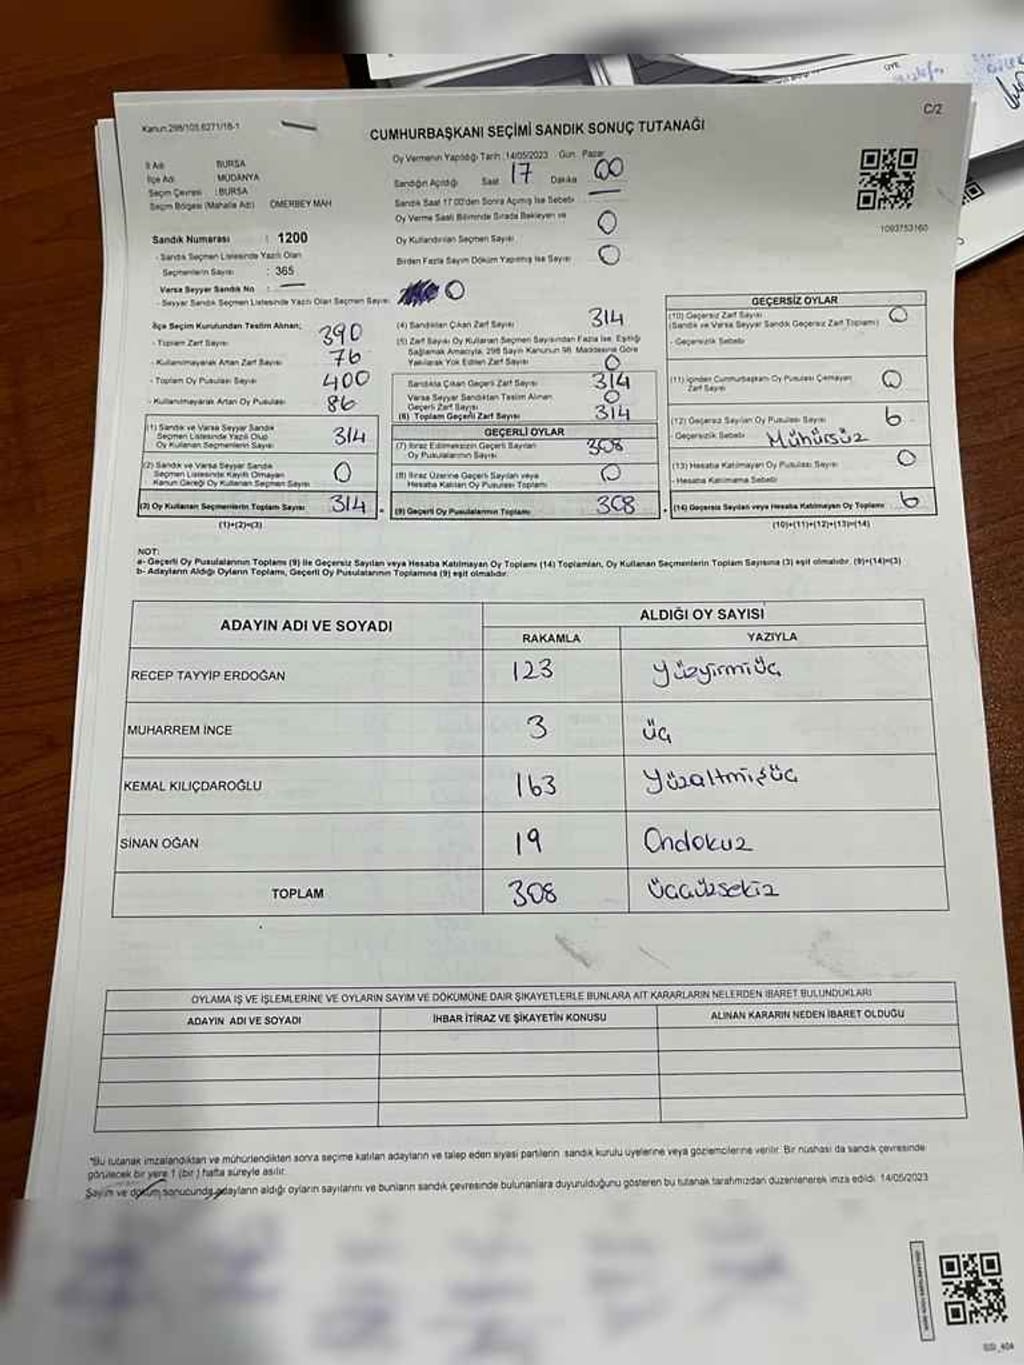 C/2
Kanun:298/105.6271/16-1
CUMHURBAŞKANI SEÇİMİ SANDIK SONUÇ TUTANAĞI
İl Adı : BURSA
İlçe Adı : MUDANYA
Seçim Çevresi : BURSA
Seçim Bölgesi (Mahalle Adı) ÖMERBEY MAH
Oy Vermenin Yapıldığı Tarih :14/05/2023 Gün: Pazar
Sandığın Açıldığı Saat 17 Dakika 00
Sandık Saat 17:00'den Sonra Açılmış İse Sebebi
Oy Verme Saati Bitiminde Sırada Bekleyen ve
Oy Kullandırılan Seçmen Sayısı 0
Birden Fazla Sayım Döküm Yapılmış İse Sayısı 0
1093753160
Sandık Numarası : 1200
- Sandık Seçmen Listesinde Yazılı Olan
Seçmenlerin Sayısı : 365
Varsa Seyyar Sandık No :
- Seyyar Sandık Seçmen Listesinde Yazılı Olan Seçmen Sayısı 0
İlçe Seçim Kurulundan Teslim Alınan;
- Toplam Zarf Sayısı 390
- Kullanılmayarak Artan Zarf Sayısı 76
- Toplam Oy Pusulası Sayısı 400
- Kullanılmayarak Artan Oy Pusulası 86
(1) Sandık ve Varsa Seyyar Sandık
Seçmen Listesinde Yazılı Olup
Oy Kullanan Seçmenlerin Sayısı 314
(2) Sandık ve Varsa Seyyar Sandık
Seçmen Listesinde Kayıtlı Olmayan
Kanun Gereği Oy Kullanan Seçmen Sayısı 0
(3) Oy Kullanan Seçmenlerin Toplam Sayısı 314
(1)+(2)=(3)
(4) Sandıktan Çıkan Zarf Sayısı 314
(5) Zarf Sayısı Oy Kullanan Seçmen Sayısından Fazla İse, Eşitliği
Sağlamak Amacıyla, 298 Sayılı Kanunun 98. Maddesine Göre
Yakılarak Yok Edilen Zarf Sayısı 0
Sandıkta Çıkan Geçerli Zarf Sayısı 314
Varsa Seyyar Sandıktan Teslim Alınan
Geçerli Zarf Sayısı 0
(6) Toplam Geçerli Zarf Sayısı 314
GEÇERLİ OYLAR
(7) İtiraz Edilmeksizin Geçerli Sayılan
Oy Pusulalarının Sayısı 308
(8) İtiraz Üzerine Geçerli Sayılan veya
Hesaba Katılan Oy Pusulası Toplamı 0
(9) Geçerli Oy Pusulalarının Toplamı 308
GEÇERSİZ OYLAR
(10) Geçersiz Zarf Sayısı 0
(Sandık ve Varsa Seyyar Sandık Geçersiz Zarf Toplamı)
- Geçersizlik Sebebi
(11) İçinden Cumhurbaşkanı Oy Pusulası Çıkmayan
Zarf Sayısı 0
(12) Geçersiz Sayılan Oy Pusulası Sayısı 6
- Geçersizlik Sebebi Mühürsüz
(13) Hesaba Katılmayan Oy Pusulası Sayısı 0
- Hesaba Katılmama Sebebi
(14) Geçersiz Sayılan veya Hesaba Katılmayan Oy Toplamı 6
(10)+(11)+(12)+(13)=(14)
NOT:
a- Geçerli Oy Pusulalarının Toplamı (9) ile Geçersiz Sayılan veya Hesaba Katılmayan Oy Toplamı (14) Toplamları, Oy Kullanan Seçmenlerin Toplam Sayısına (3) eşit olmalıdır. (9)+(14)=(3)
b- Adayların Aldığı Oyların Toplamı, Geçerli Oy Pusulalarının Toplamına (9) eşit olmalıdır.
ADAYIN ADI VE SOYADI ALDIĞI OY SAYISI
RAKAMLA YAZIYLA
RECEP TAYYİP ERDOĞAN 123 Yüzyirmiüç
MUHARREM İNCE 3 üç
KEMAL KILIÇDAROĞLU 163 Yüzaltmışüç
SİNAN OĞAN 19 Ondokuz
TOPLAM 308 üçyüzsekiz
OYLAMA İŞ VE İŞLEMLERİNE VE OYLARIN SAYIM VE DÖKÜMÜNE DAİR ŞİKAYETLERLE BUNLARA AİT KARARLARIN NELERDEN İBARET BULUNDUKLARI
ADAYIN ADI VE SOYADI İHBAR İTİRAZ VE ŞİKAYETİN KONUSU ALINAN KARARIN NEDEN İBARET OLDUĞU
*Bu tutanak imzalandıktan ve mühürlendikten sonra seçime katılan adayların ve talep eden siyasi partilerin sandık kurulu üyelerine veya gözlemcilerine verilir. Bir nüshası da sandık çevresinde
görülecek bir yere 1 (bir) hafta süreyle asılır.
Sayım ve döküm sonucunda adayların aldığı oyların sayılarını ve bunların sandık çevresinde bulunanlara duyurulduğunu gösteren bu tutanak tarafımızdan düzenlenerek imza edildi. 14/05/2023